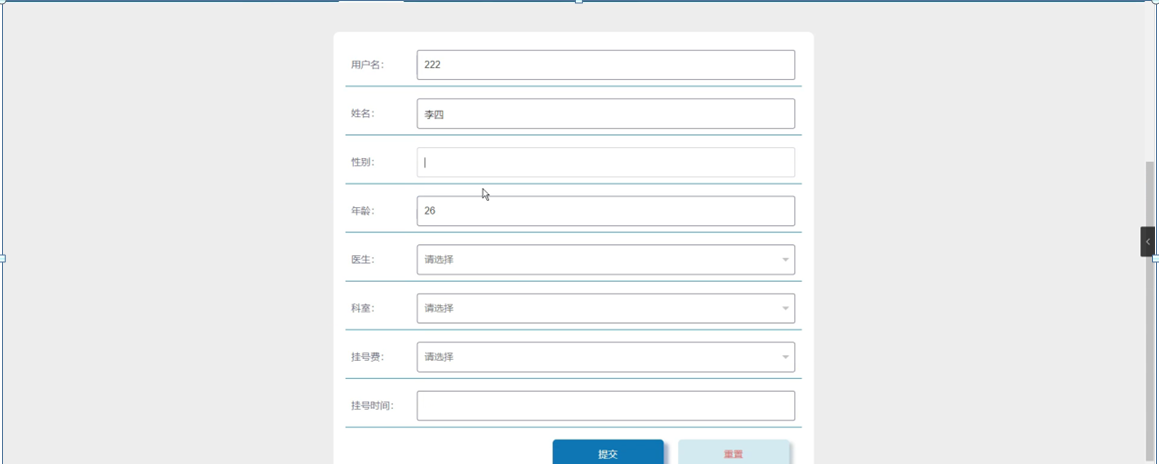 用户名： 222
姓名： 李四
性别：
年龄： 26
医生： 请选择
科室： 请选择
挂号费： 请选择
挂号时间：
提交 重置